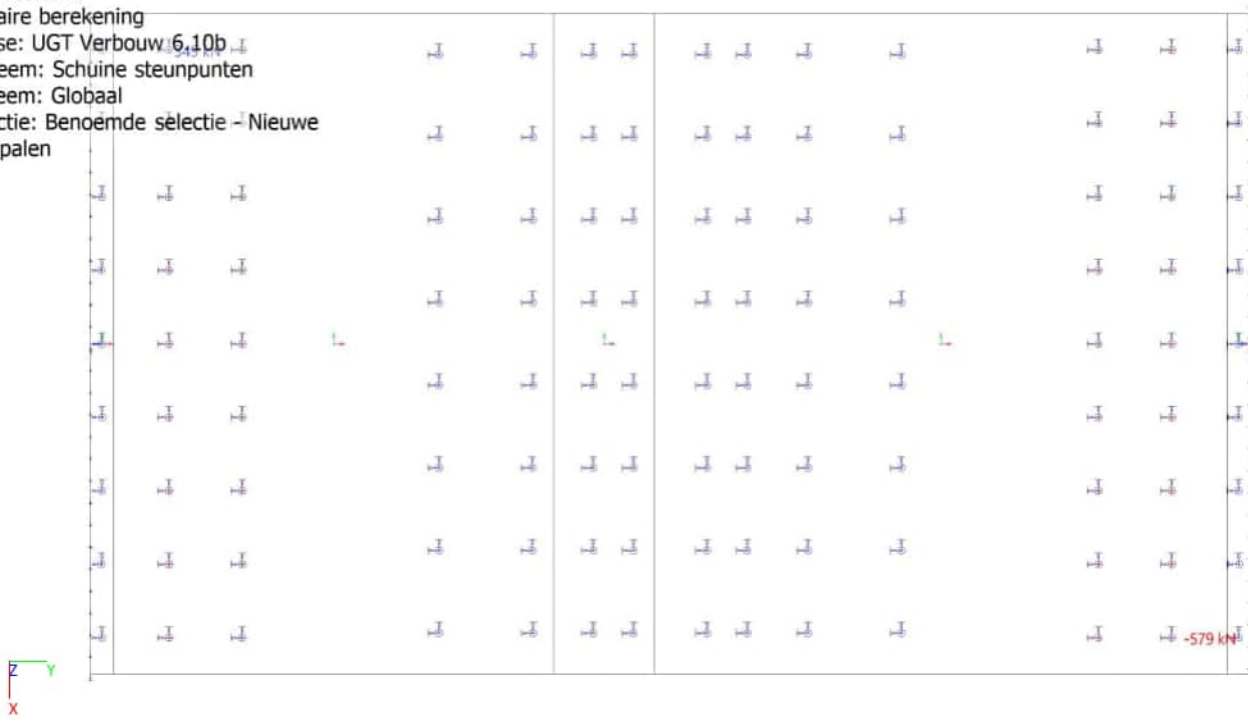 aire berekening
se: UGT Verbouw 6.10b
eem: Schuine steunpunten
eem: Globaal
ctie: Benoemde selectie - Nieuwe
palen
-579 kN
Z Y
X